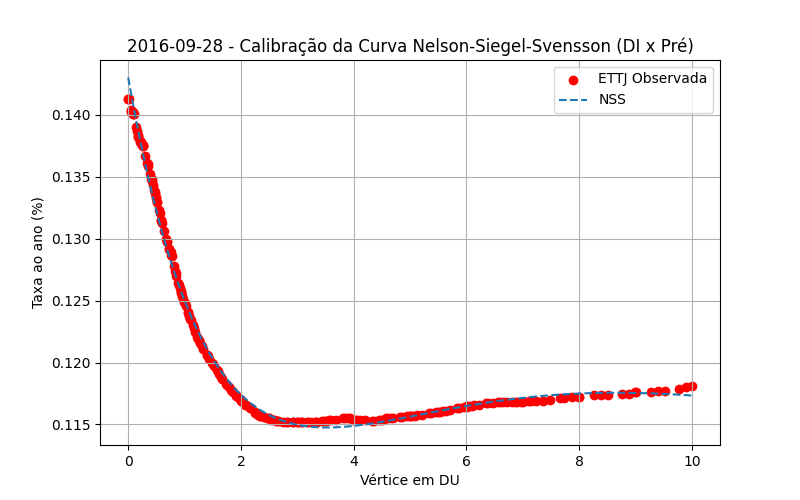 2016-09-28 - Calibração da Curva Nelson-Siegel-Svensson (DI x Pré)
ETTJ Observada
NSS
Taxa ao ano (%)
0.140
0.135
0.130
0.125
0.120
0.115
0
2
4
6
8
10
Vértice em DU